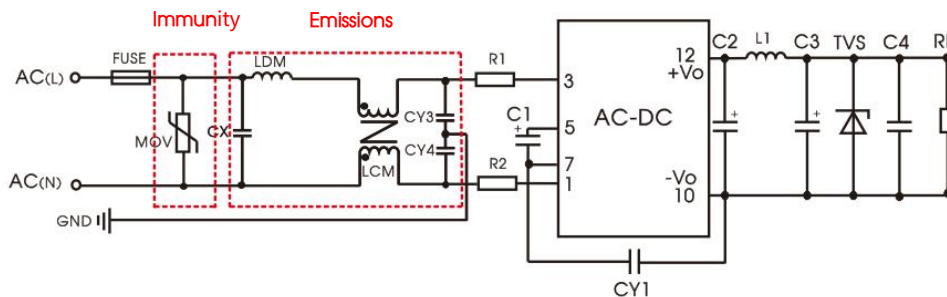 Immunity
Emissions
FUSE
LDM
R1
C1
C2
L1
C3
TVS
C4
AC(L)
MOV
CX
CY3
CY4
LCM
R2
AC(N)
GND
3
5
7
1
AC-DC
12
+Vo
-Vo
10
+
+
+
CY1